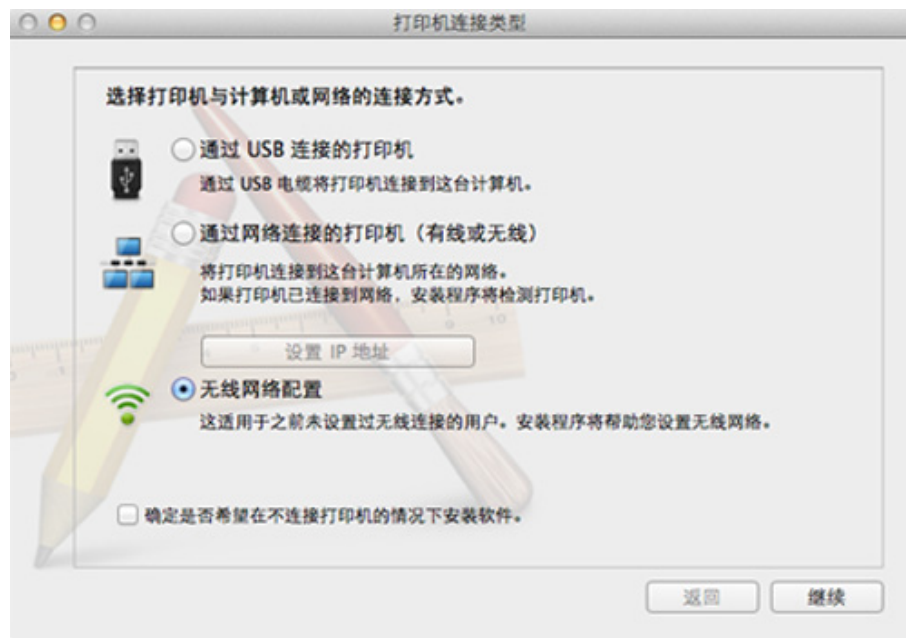 打印机连接类型
选择打印机与计算机或网络的连接方式。
通过 USB 连接的打印机
通过 USB 电缆将打印机连接到这台计算机。
通过网络连接的打印机（有线或无线）
将打印机连接到这台计算机所在的网络。
如果打印机已连接到网络，安装程序将检测打印机。
设置 IP 地址
无线网络配置
这适用于之前未设置过无线连接的用户。安装程序将帮助您设置无线网络。
确定是否希望在不连接打印机的情况下安装软件。
返回
继续